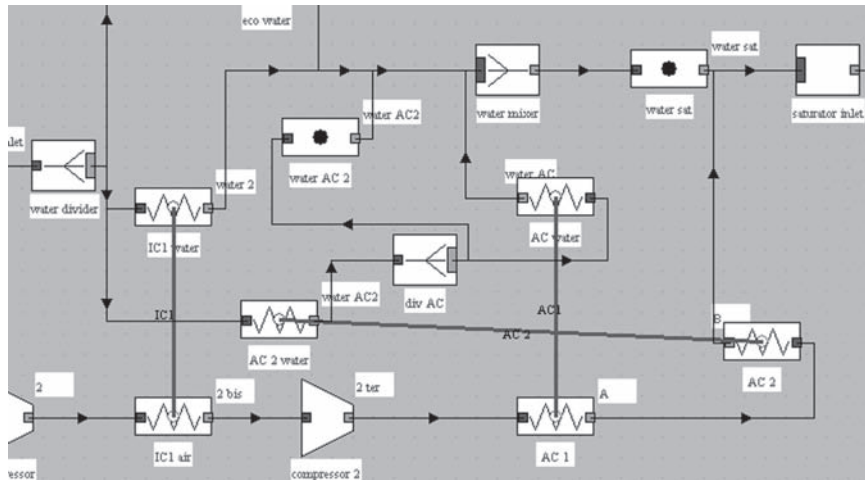 eco water
water sat
water mixer
water sat
saturator inlet
water AC2
water AC 2
water AC
AC water
water divider
water 2
IC1 water
div AC
water AC2
AC 2 water
IC1
AC1
AC 2
B
AC 2
2
2 bis
2 ter
A
IC1 air
compressor 2
AC 1